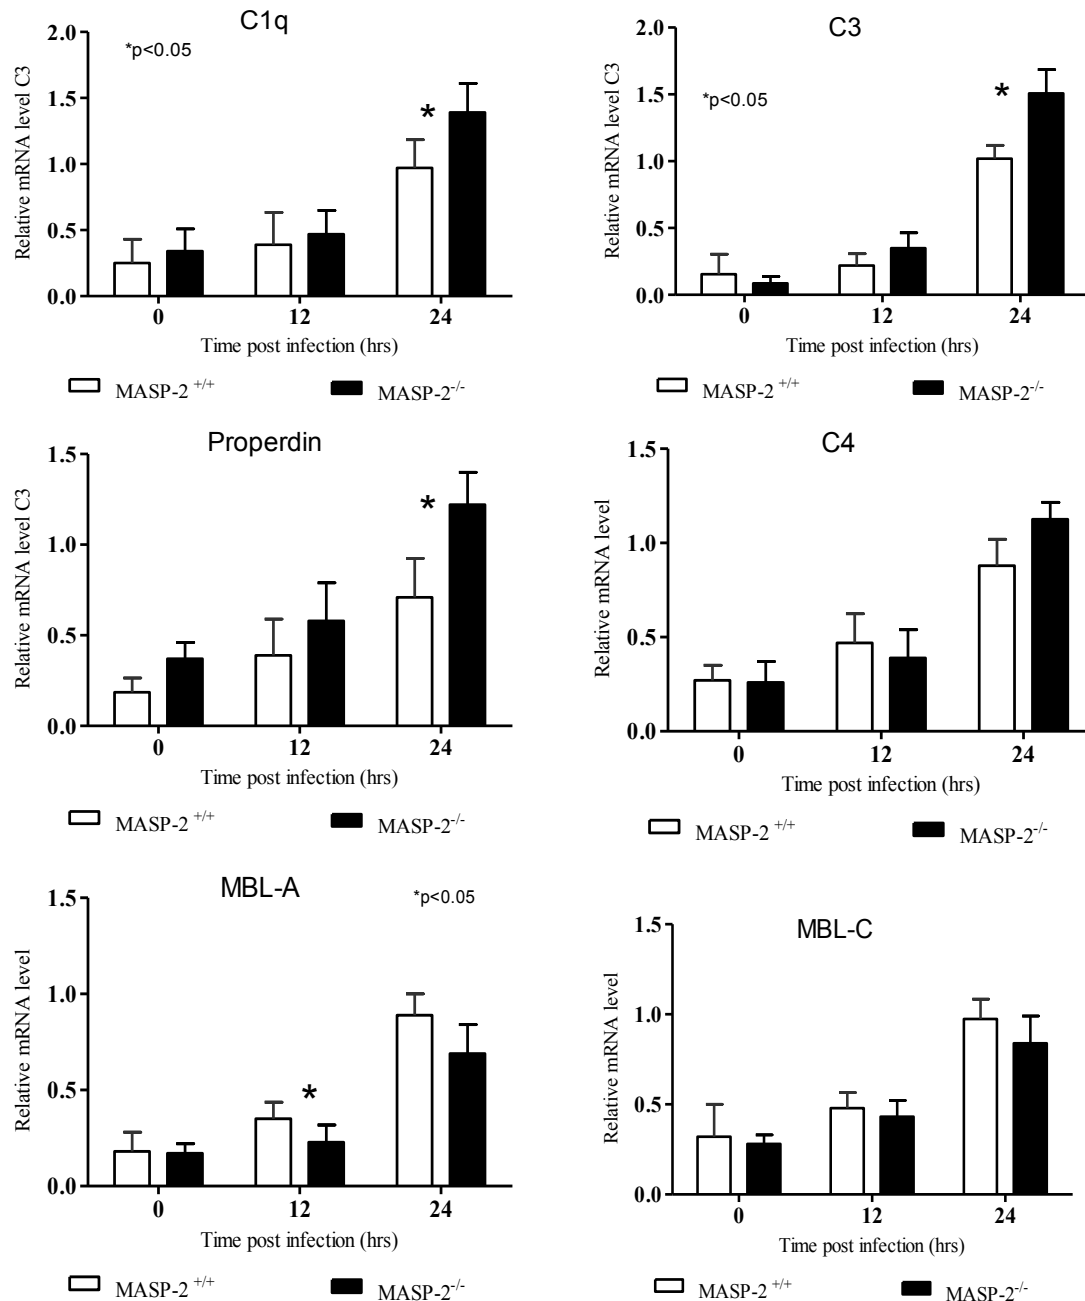 C1q
*p<0.05
Relative mRNA level C3
2.0
1.5
1.0
0.5
0.0
*
0 12 24
Time post infection (hrs)
MASP-2 +/+ MASP-2-/-
C3
*p<0.05
Relative mRNA level C3
2.0
1.5
1.0
0.5
0.0
*
0 12 24
Time post infection (hrs)
MASP-2 +/+ MASP-2-/-
Properdin
Relative mRNA level C3
1.5
1.0
0.5
0.0
*
0 12 24
Time post infection (hrs)
MASP-2 +/+ MASP-2-/-
C4
Relative mRNA level
1.5
1.0
0.5
0.0
0 12 24
Time post infection (hrs)
MASP-2 +/+ MASP-2-/-
MBL-A
*p<0.05
Relative mRNA level
1.5
1.0
0.5
0.0
*
0 12 24
Time post infection (hrs)
MASP-2 +/+ MASP-2-/-
MBL-C
Relative mRNA level
1.5
1.0
0.5
0.0
0 12 24
Time post infection (hrs)
MASP-2 +/+ MASP-2-/-